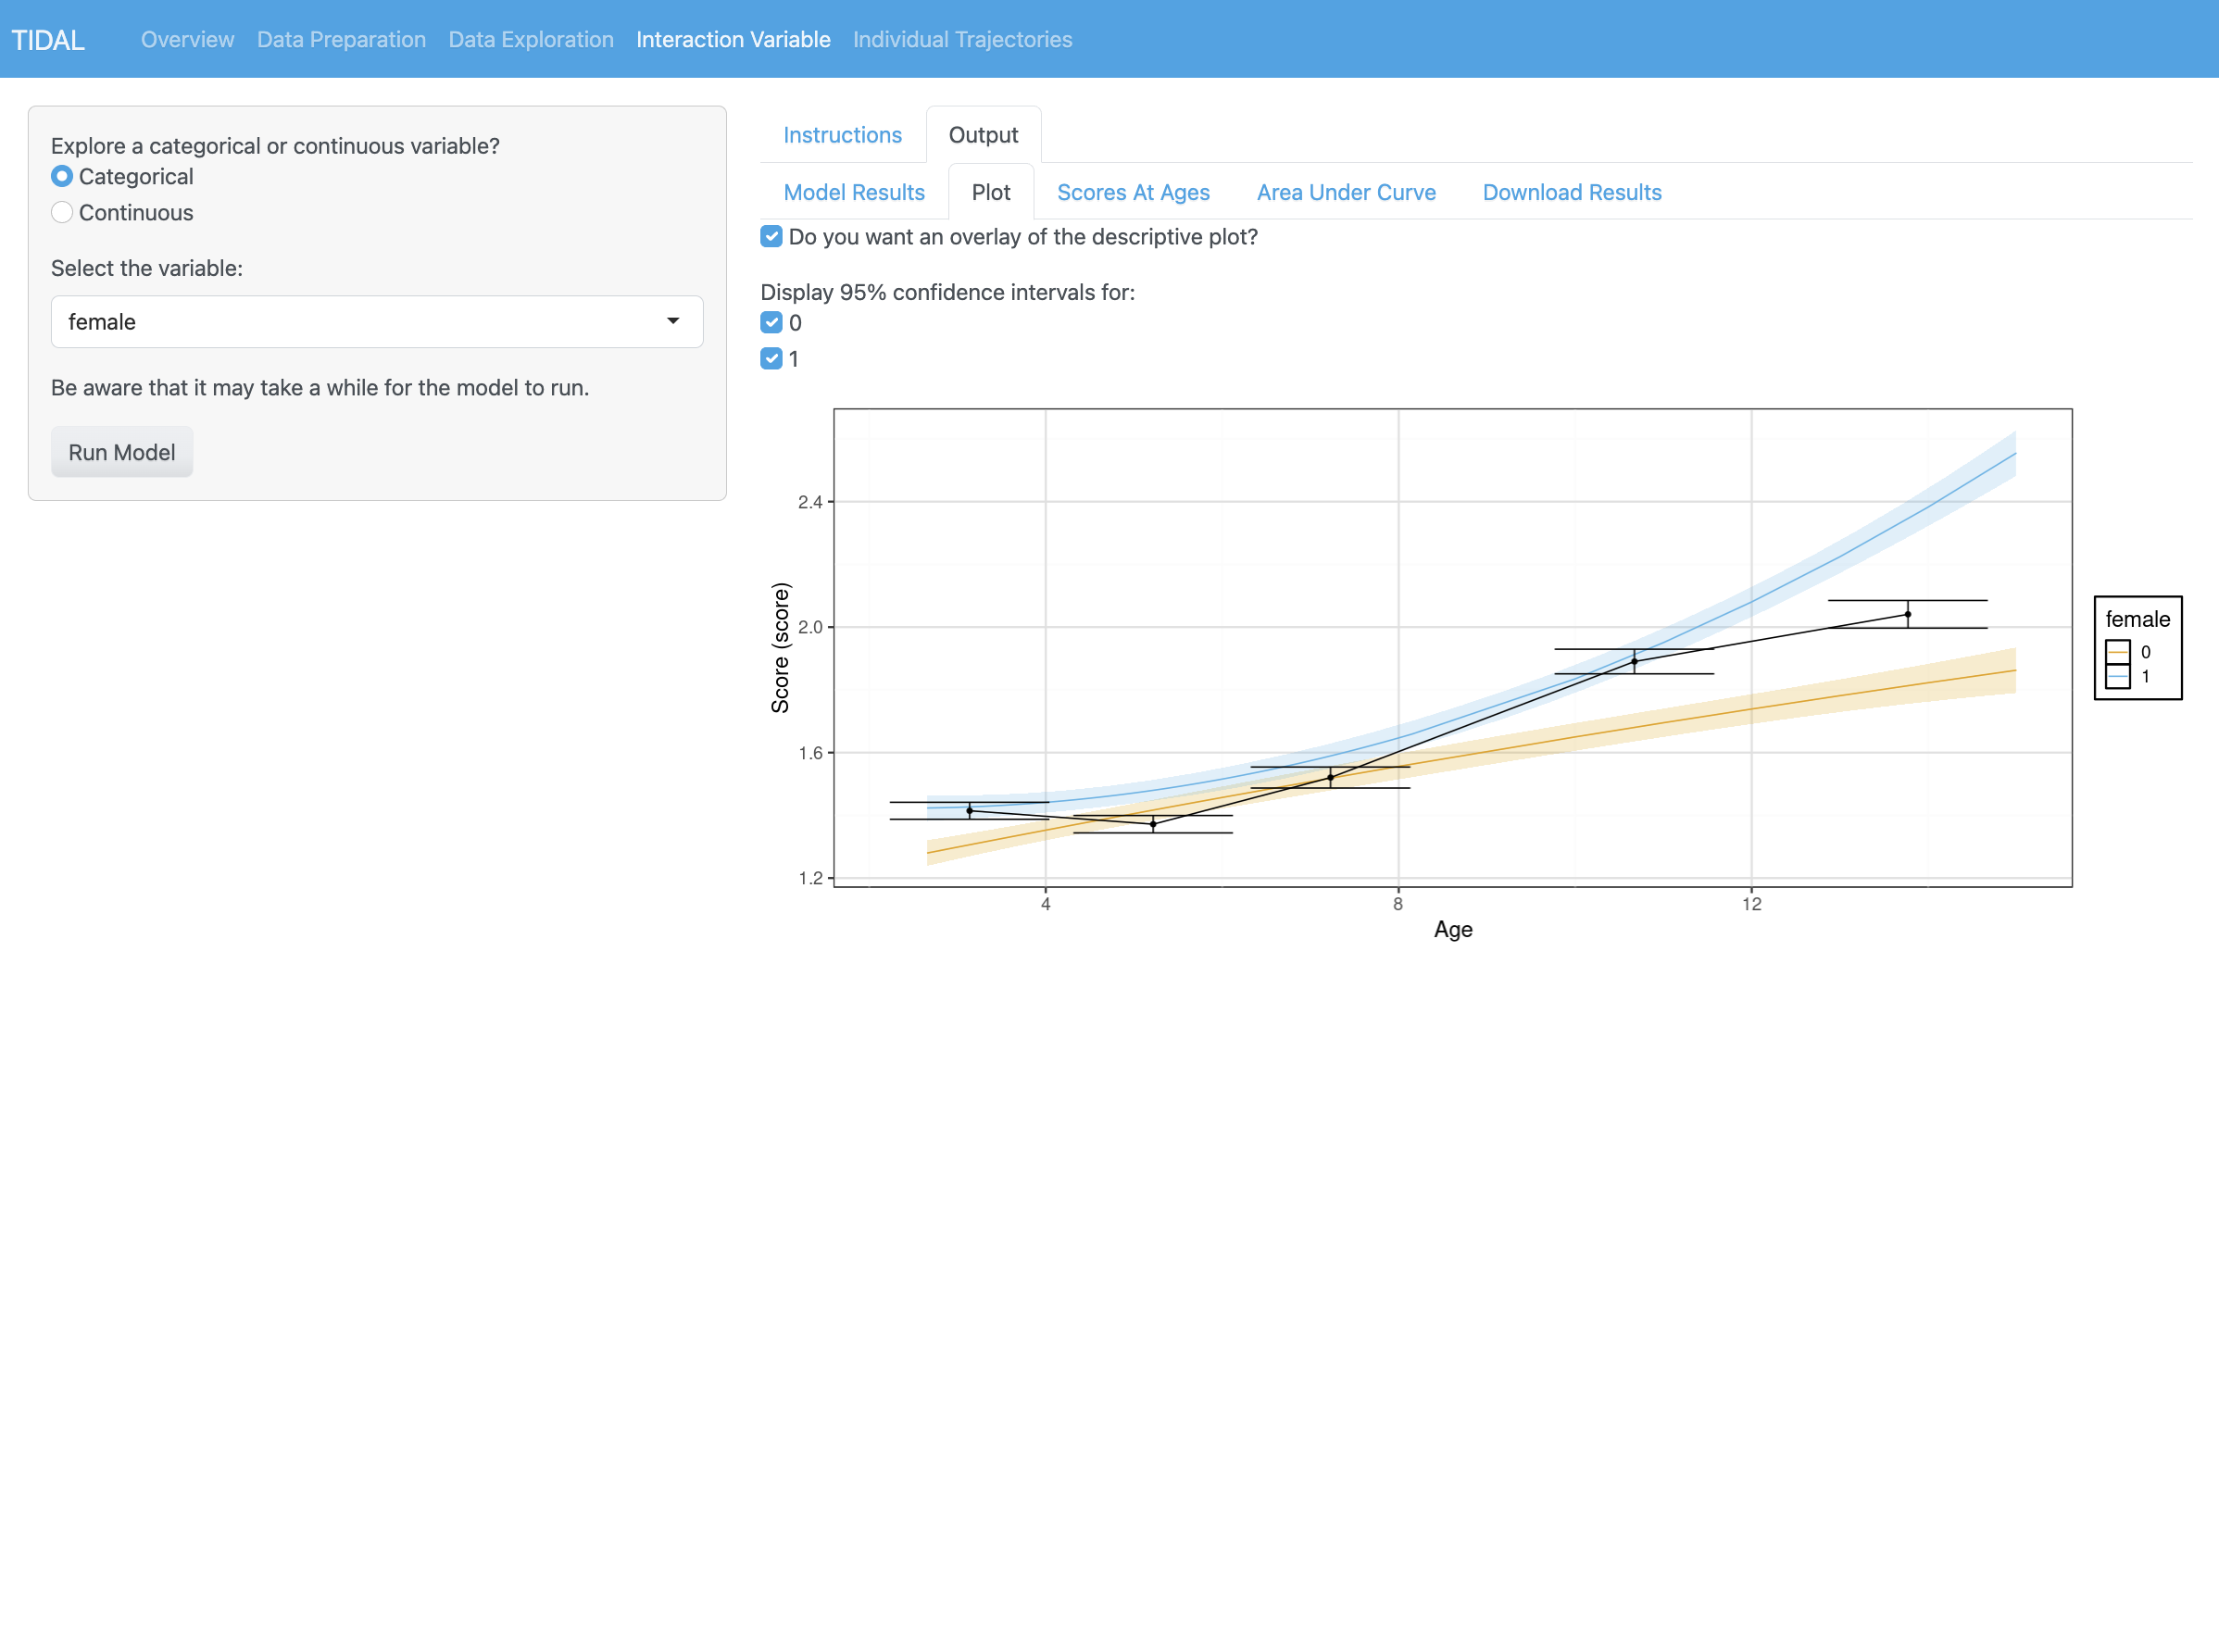 TIDAL Overview Data Preparation Data Exploration Interaction Variable Individual Trajectories
Explore a categorical or continuous variable?
Categorical
Continuous
Select the variable:
female
Be aware that it may take a while for the model to run.
Run Model
Instructions Output
Model Results Plot Scores At Ages Area Under Curve Download Results
Do you want an overlay of the descriptive plot?
Display 95% confidence intervals for:
0
1
2.4
2.0
1.6
1.2
Score (score)
4 8 12
Age
female
0
1